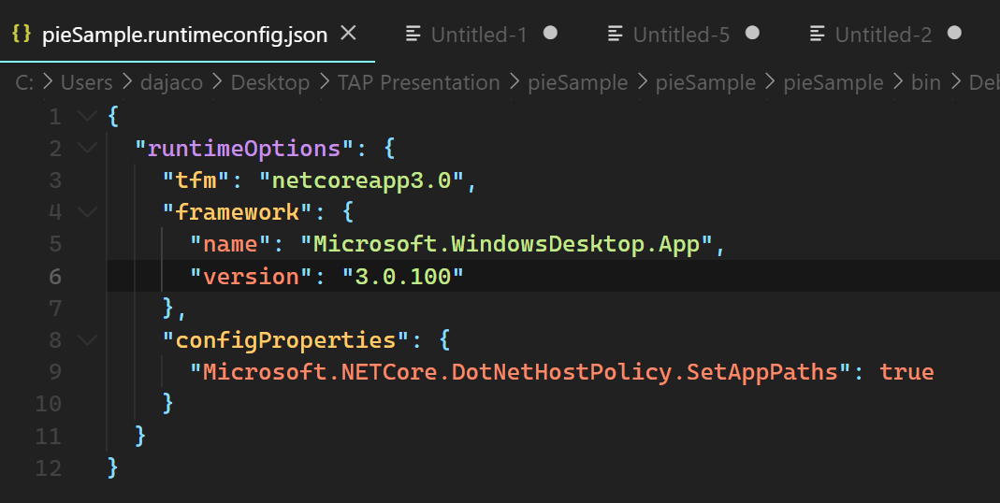 {} pieSample.runtimeconfig.json × Untitled-1 Untitled-5 Untitled-2
C: > Users > dajaco > Desktop > TAP Presentation > pieSample > pieSample > pieSample > bin > Deb
1 {
2 "runtimeOptions": {
3 "tfm": "netcoreapp3.0",
4 "framework": {
5 "name": "Microsoft.WindowsDesktop.App",
6 "version": "3.0.100"
7 },
8 "configProperties": {
9 "Microsoft.NETCore.DotNetHostPolicy.SetAppPaths": true
10 }
11 }
12 }